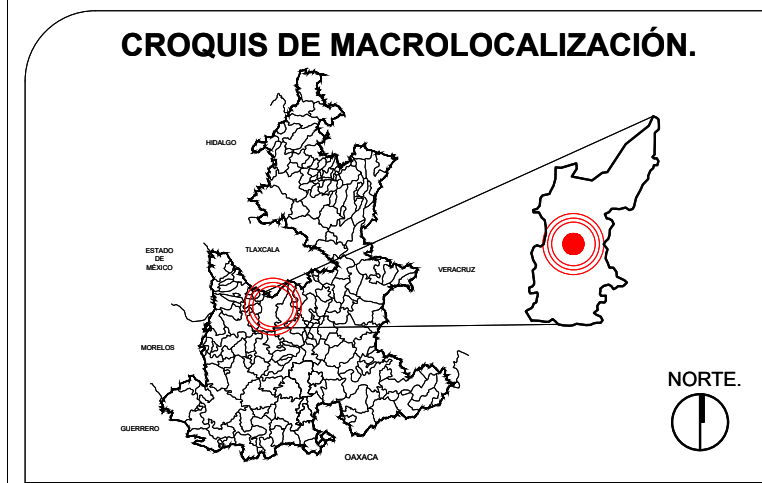 CROQUIS DE MACROLOCALIZACIÓN.
HIDALGO
ESTADO
DE
MÉXICO
TLAXCALA
VERACRUZ
MORELOS
NORTE.
GUERRERO
OAXACA